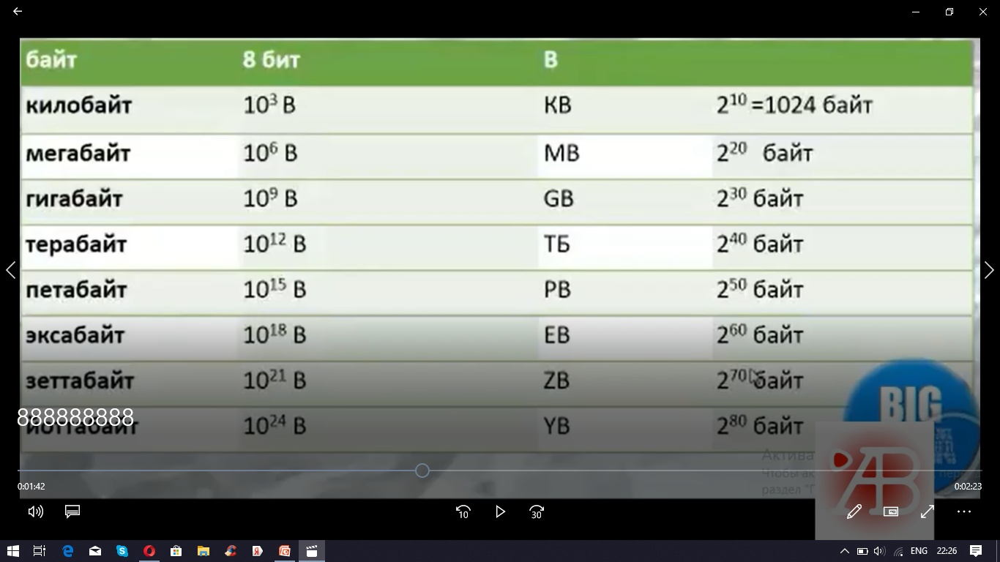 байт 8 бит B
килобайт 10³ B KB 2¹⁰ =1024 байт
мегабайт 10⁶ B MB 2²⁰ байт
гигабайт 10⁹ B GB 2³⁰ байт
терабайт 10¹² B ТБ 2⁴⁰ байт
петабайт 10¹⁵ B PB 2⁵⁰ байт
эксабайт 10¹⁸ B EB 2⁶⁰ байт
зеттабайт 10²¹ B ZB 2⁷⁰ байт
888888888
йоттабайт 10²⁴ B YB 2⁸⁰ байт
BIG
AB
0:01:42 0:02:23
10 30
ENG 22:26